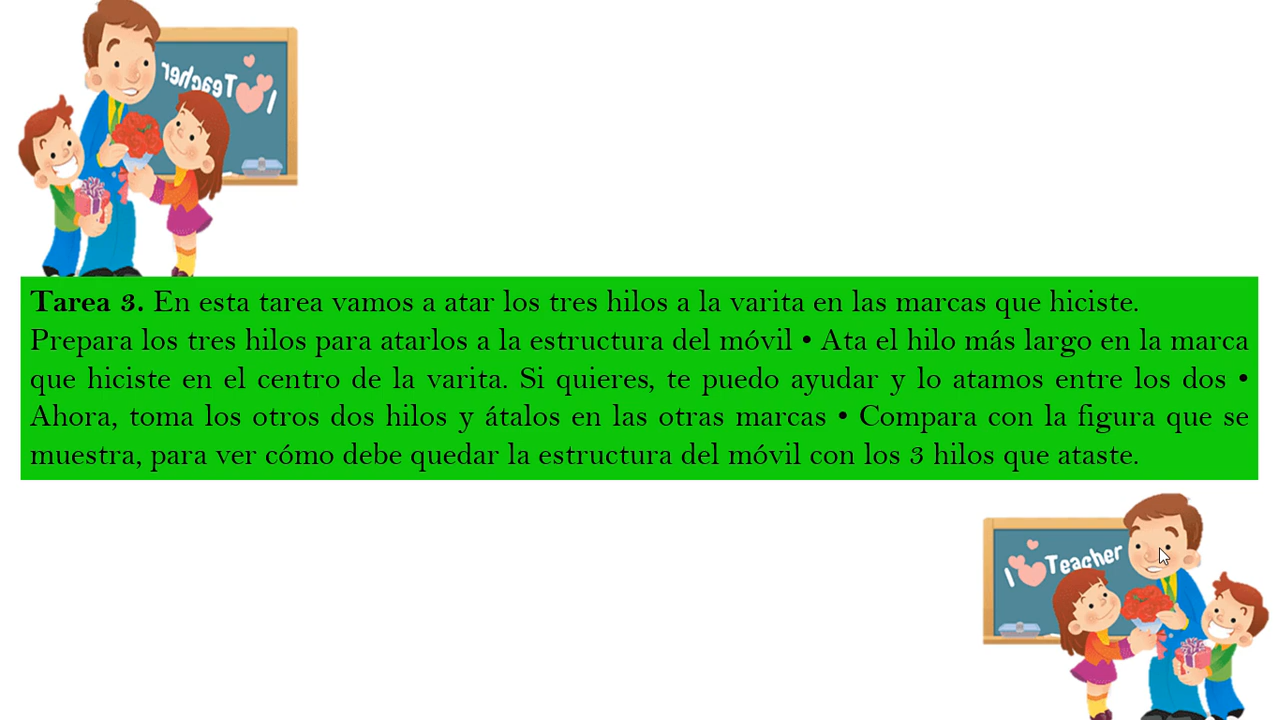 I Teacher
Tarea 3. En esta tarea vamos a atar los tres hilos a la varita en las marcas que hiciste.
Prepara los tres hilos para atarlos a la estructura del móvil • Ata el hilo más largo en la marca
que hiciste en el centro de la varita. Si quieres, te puedo ayudar y lo atamos entre los dos •
Ahora, toma los otros dos hilos y átalos en las otras marcas • Compara con la figura que se
muestra, para ver cómo debe quedar la estructura del móvil con los 3 hilos que ataste.
I Teacher